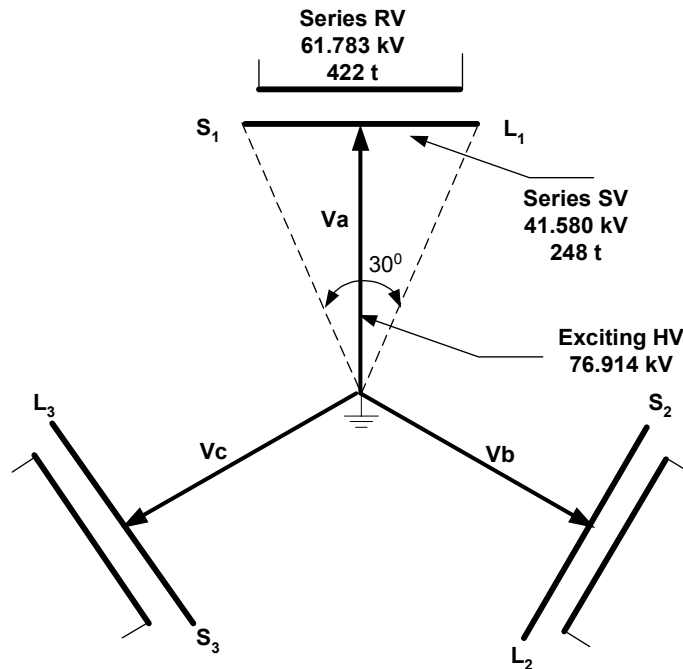 Series RV
61.783 kV
422 t
S1
L1
Series SV
41.580 kV
248 t
Va
30⁰
Exciting HV
76.914 kV
L3
S2
Vc
Vb
S3
L2